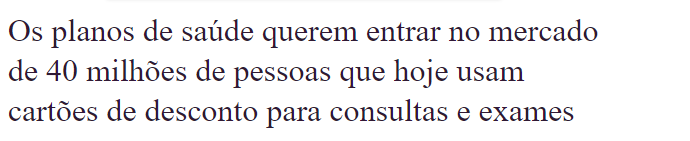 Os planos de saúde querem entrar no mercado
de 40 milhões de pessoas que hoje usam
cartões de desconto para consultas e exames